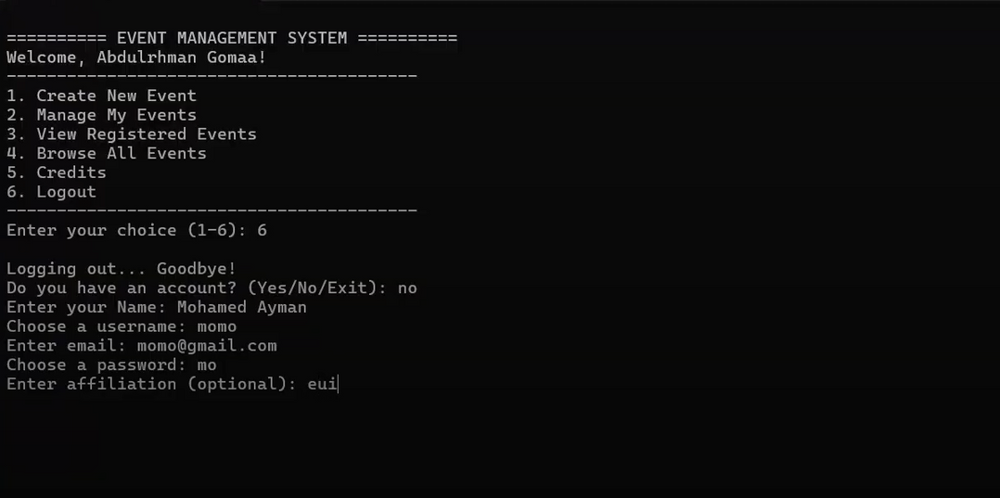 ========== EVENT MANAGEMENT SYSTEM ==========
Welcome, Abdulrhman Gomaa!
-----------------------------------------
1. Create New Event
2. Manage My Events
3. View Registered Events
4. Browse All Events
5. Credits
6. Logout
-----------------------------------------
Enter your choice (1-6): 6
Logging out... Goodbye!
Do you have an account? (Yes/No/Exit): no
Enter your Name: Mohamed Ayman
Choose a username: momo
Enter email: momo@gmail.com
Choose a password: mo
Enter affiliation (optional): eui